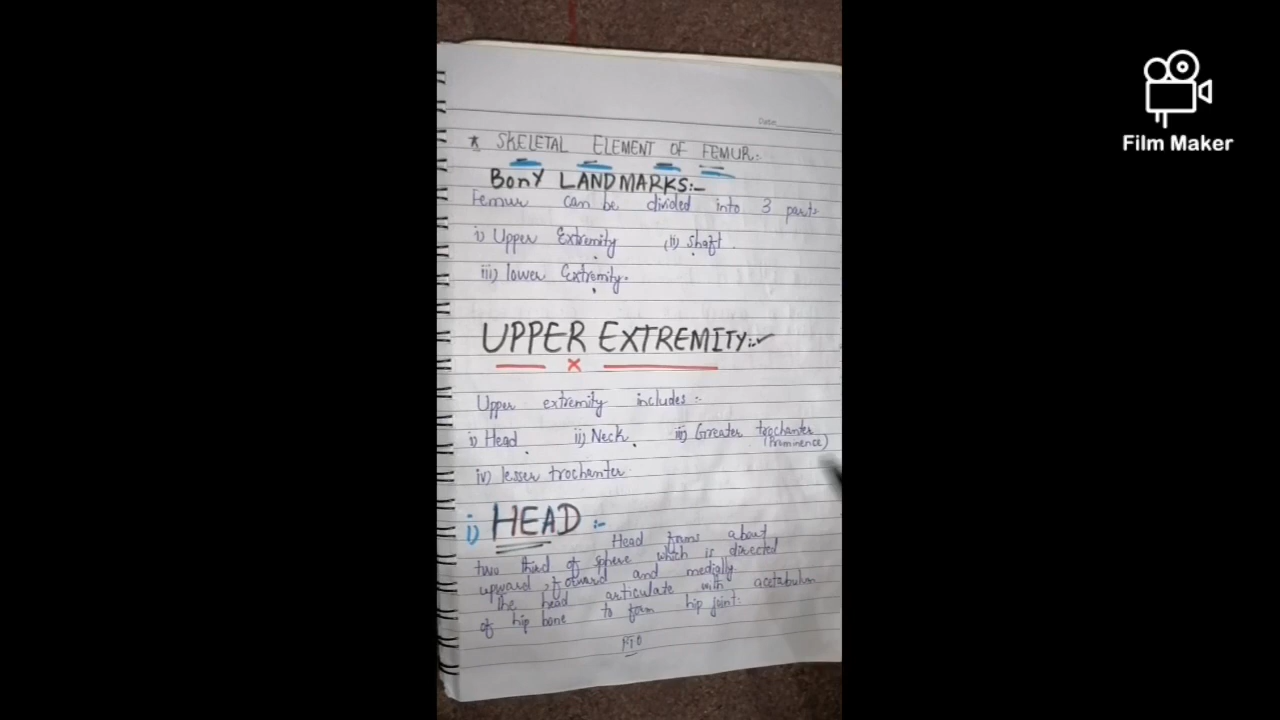 Date:
* SKELETAL ELEMENT OF FEMUR:-
BONY LANDMARKS:-
Femur can be divided into 3 parts
i) Upper Extremity (ii) Shaft.
iii) lower Extremity.
UPPER EXTREMITY:-
x
Upper extremity includes:-
i) Head ii) Neck iii) Greater trochanter
(Prominence)
iv) lesser trochanter
i) HEAD :-
Head forms about
two third of sphere which is directed
upward, forward and medially
The head articulate with acetabulum
of hip bone to form hip joint.
PTO
Film Maker